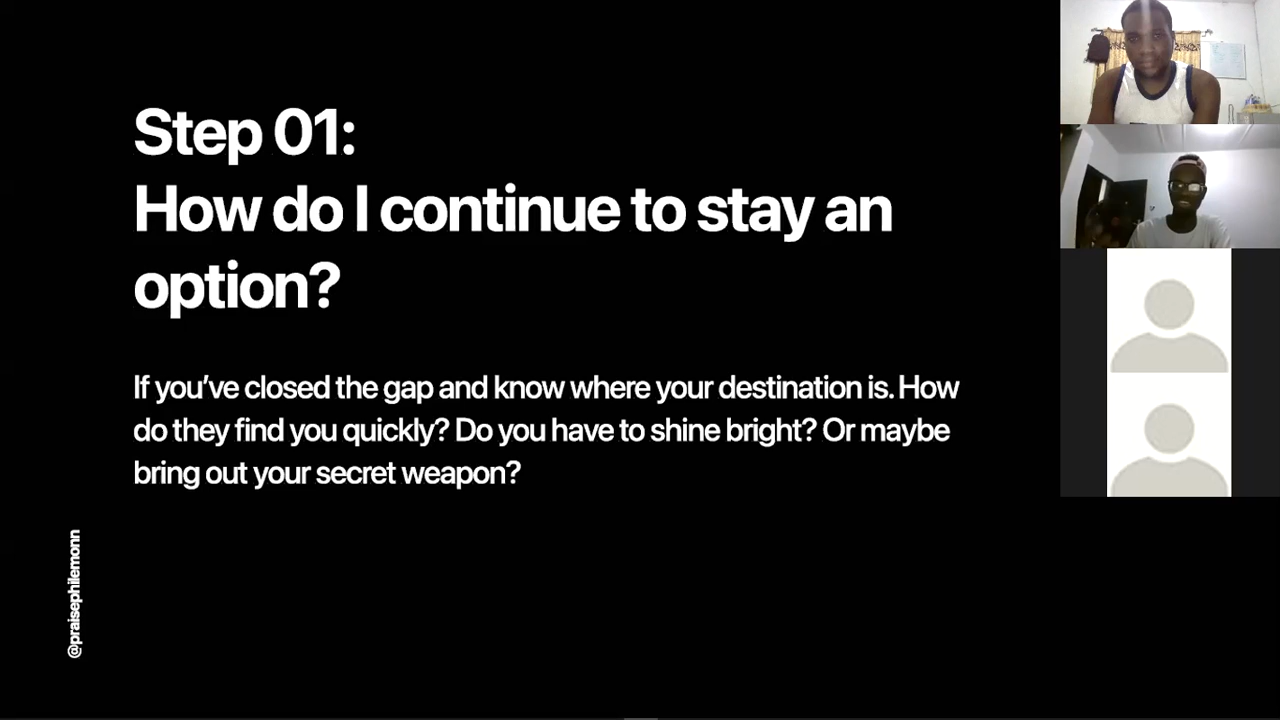 Step 01:
How do I continue to stay an
option?
If you’ve closed the gap and know where your destination is. How
do they find you quickly? Do you have to shine bright? Or maybe
bring out your secret weapon?
@praisephilemonn